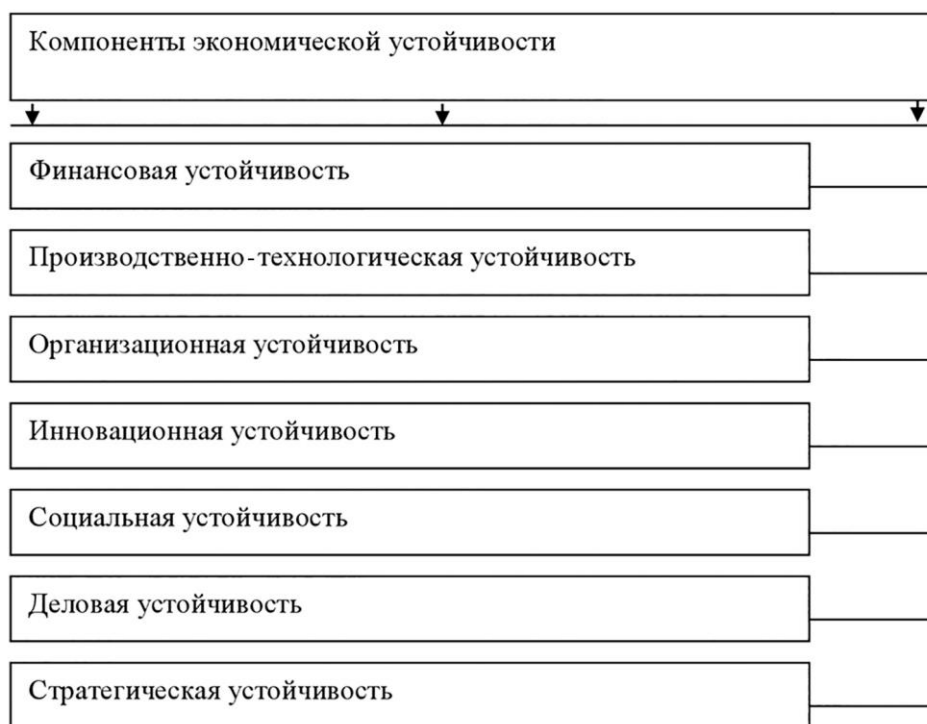 Компоненты экономической устойчивости
Финансовая устойчивость
Производственно-технологическая устойчивость
Организационная устойчивость
Инновационная устойчивость
Социальная устойчивость
Деловая устойчивость
Стратегическая устойчивость